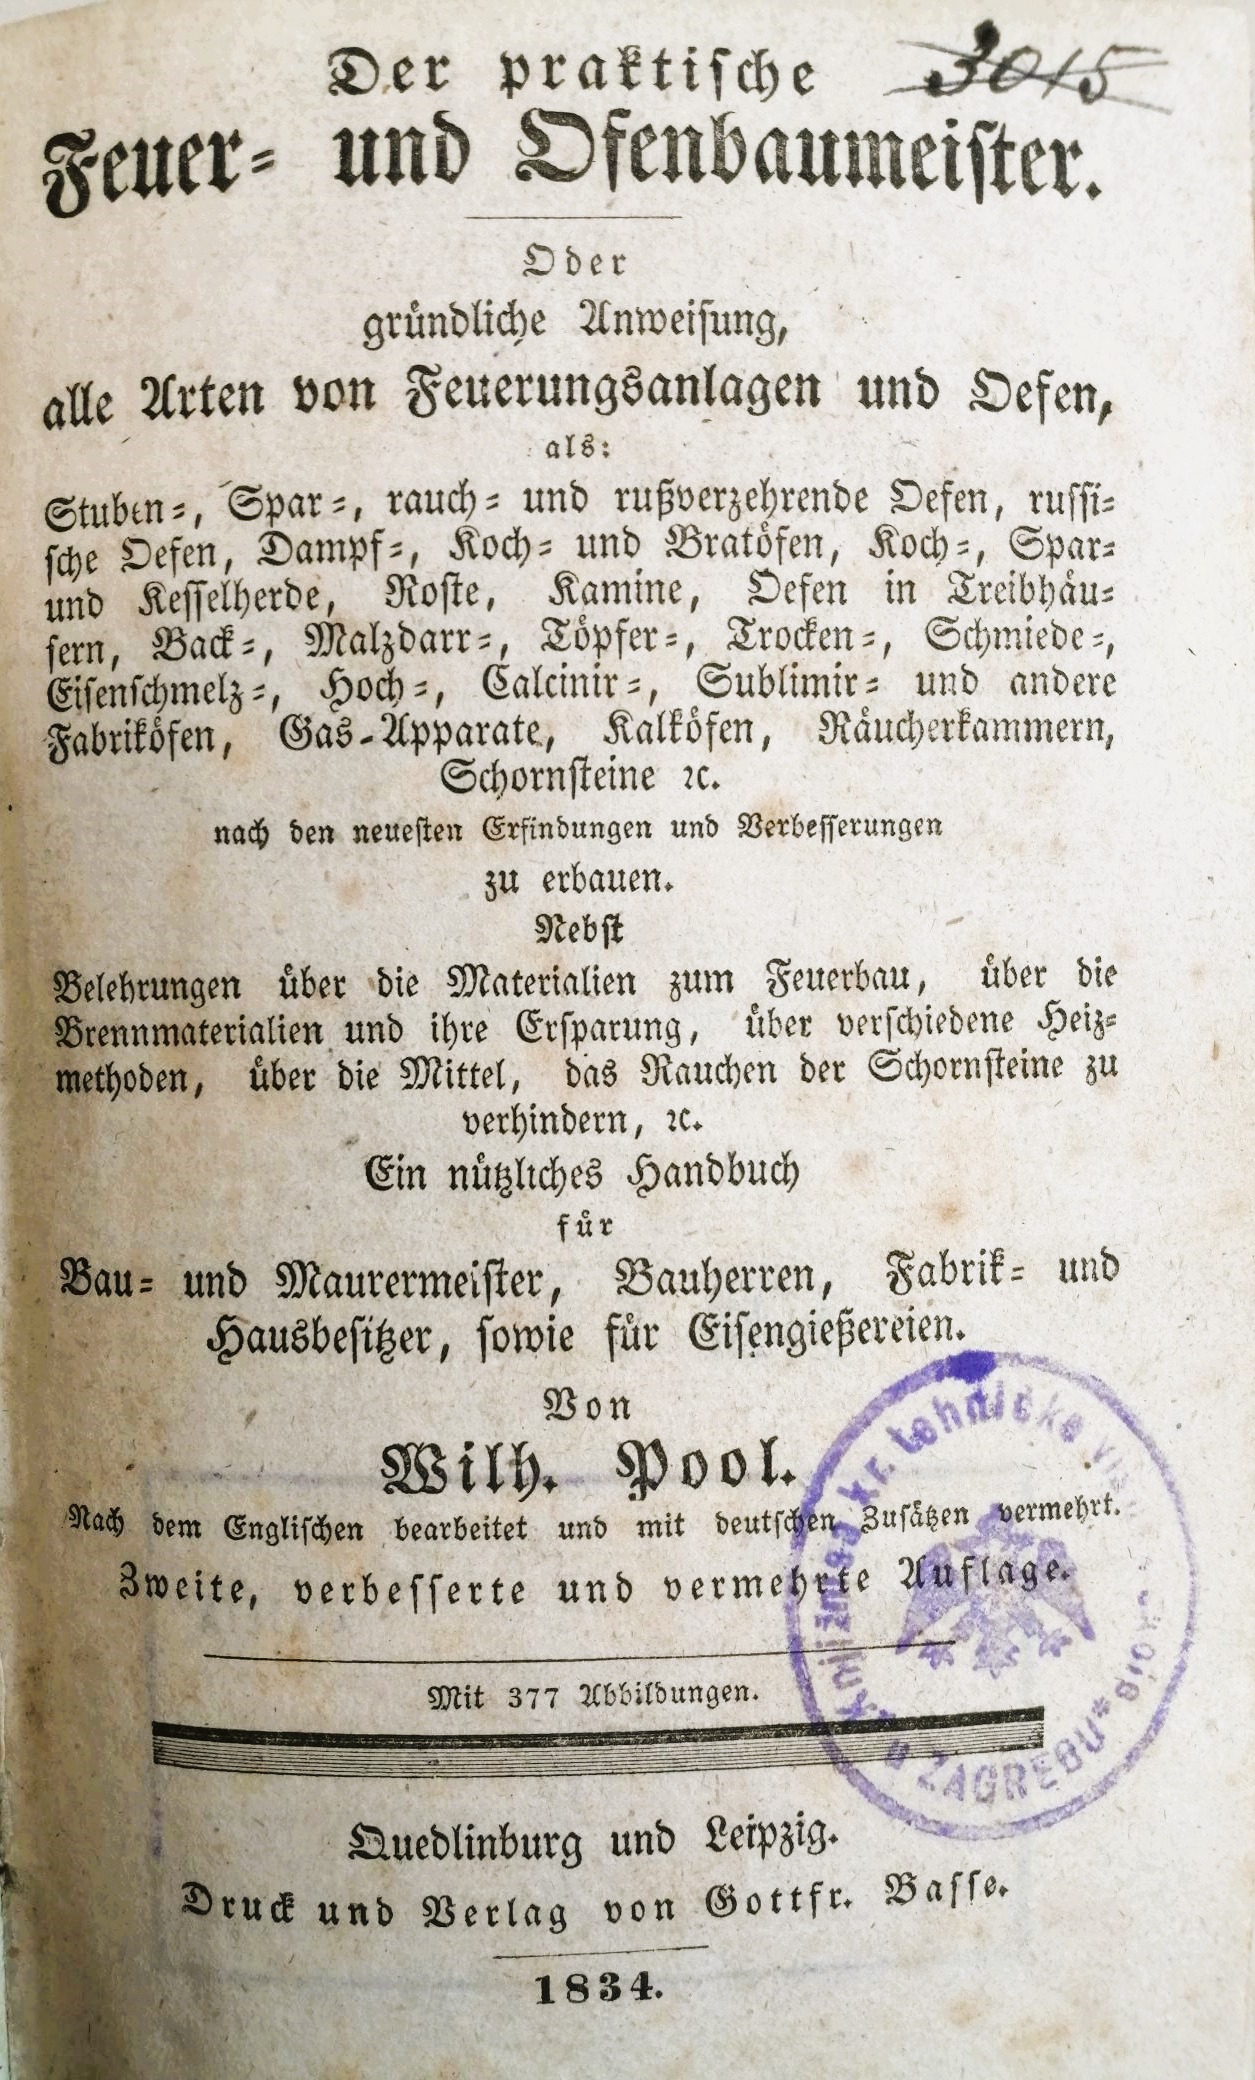 Der praktische
3015
Feuer- und Ofenbaumeister.
Oder
gründliche Anweisung,
alle Arten von Feuerungsanlagen und Oefen,
als:
Stuben-, Spar-, rauch- und rußverzehrende Oefen, russi-
sche Oefen, Dampf-, Koch- und Bratöfen, Koch-, Spar-
und Kesselherde, Roste, Kamine, Oefen in Treibhäu-
sern, Back-, Malzdarr-, Töpfer-, Trocken-, Schmiede-,
Eisenschmelz-, Hoch-, Calcinir-, Sublimir- und andere
Fabriköfen, Gas-Apparate, Kalköfen, Räucherkammern,
Schornsteine ꝛc.
nach den neuesten Erfindungen und Verbesserungen
zu erbauen.
Nebst
Belehrungen über die Materialien zum Feuerbau, über die
Brennmaterialien und ihre Ersparung, über verschiedene Heiz-
methoden, über die Mittel, das Rauchen der Schornsteine zu
verhindern, ꝛc.
Ein nützliches Handbuch
für
Bau- und Maurermeister, Bauherren, Fabrik- und
Hausbesitzer, sowie für Eisengießereien.
Von
Wilh. Pool.
Nach dem Englischen bearbeitet und mit deutschen Zusätzen vermehrt.
Zweite, verbesserte und vermehrte Auflage.
Mit 377 Abbildungen.
Knjižnica kr. tehničke
u ZAGREBU*
Quedlinburg und Leipzig.
Druck und Verlag von Gottfr. Basse.
1834.